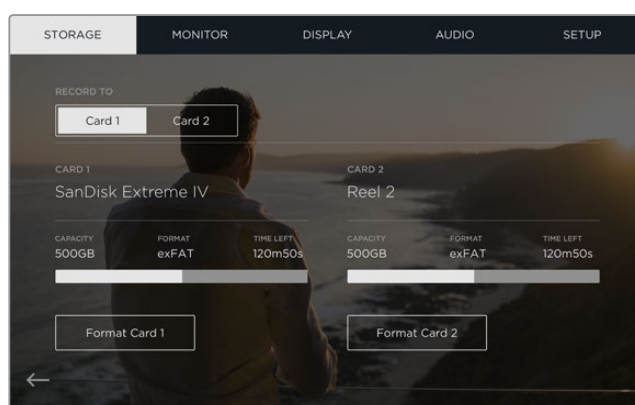 STORAGE MONITOR DISPLAY AUDIO SETUP
RECORD TO
Card 1 Card 2
CARD 1 CARD 2
SanDisk Extreme IV Reel 2
CAPACITY FORMAT TIME LEFT CAPACITY FORMAT TIME LEFT
500GB exFAT 120m50s 500GB exFAT 120m50s
Format Card 1 Format Card 2